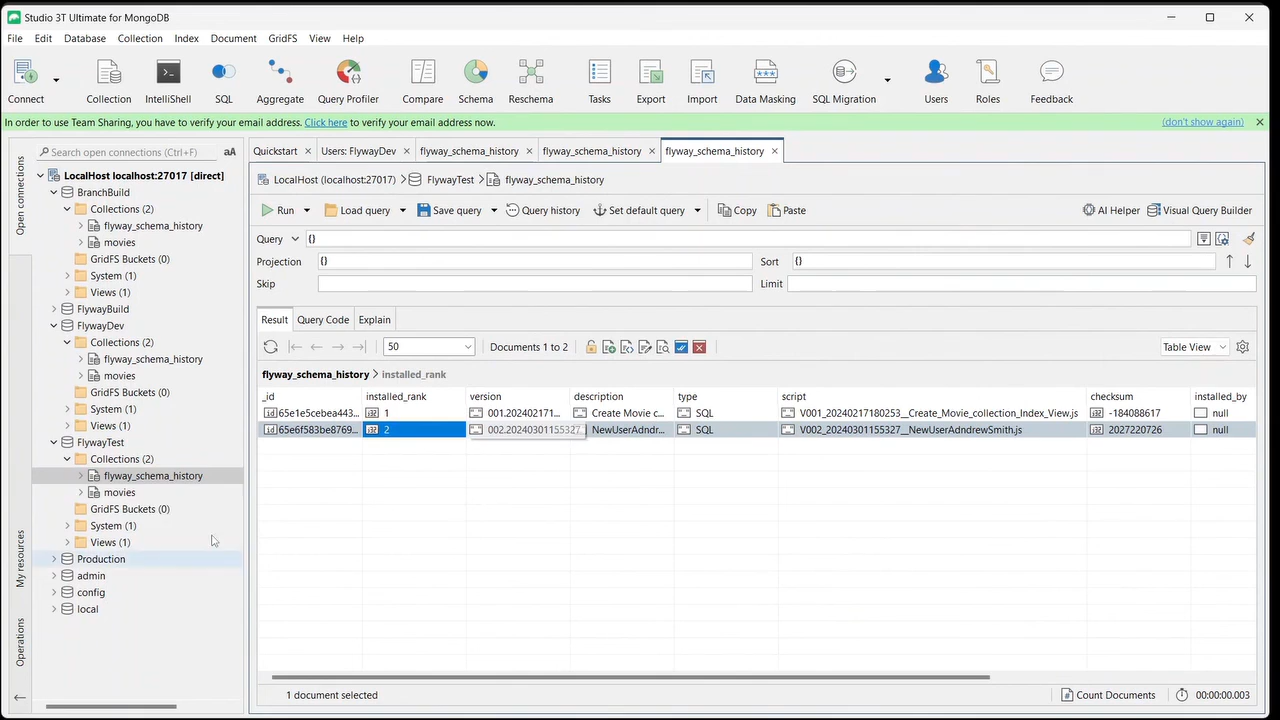 Studio 3T Ultimate for MongoDB
File Edit Database Collection Index Document GridFS View Help
Connect Collection IntelliShell SQL Aggregate Query Profiler Compare Schema Reschema Tasks Export Import Data Masking SQL Migration Users Roles Feedback
In order to use Team Sharing, you have to verify your email address. Click here to verify your email address now. (don't show again)
Open connections
My resources
Operations
Search open connections (Ctrl+F) aA
LocalHost localhost:27017 [direct]
BranchBuild
Collections (2)
flyway_schema_history
movies
GridFS Buckets (0)
System (1)
Views (1)
FlywayBuild
FlywayDev
Collections (2)
flyway_schema_history
movies
GridFS Buckets (0)
System (1)
Views (1)
FlywayTest
Collections (2)
flyway_schema_history
movies
GridFS Buckets (0)
System (1)
Views (1)
Production
admin
config
local
Quickstart Users: FlywayDev flyway_schema_history flyway_schema_history flyway_schema_history
LocalHost (localhost:27017) FlywayTest flyway_schema_history
Run Load query Save query Query history Set default query Copy Paste AI Helper Visual Query Builder
Query {}
Projection {} Sort {}
Skip Limit
Result Query Code Explain
50 Documents 1 to 2 Table View
flyway_schema_history > installed_rank
_id installed_rank version description type script checksum installed_by
65e1e5cebea443... 1 001.202402171... Create Movie c... SQL V001_20240217180253__Create_Movie_collection_Index_View.js -184088617 null
65e6f583be8769... 2 002.20240301155327 NewUserAdndr... SQL V002_20240301155327__NewUserAdndrewSmith.js 2027220726 null
1 document selected Count Documents 00:00:00.003